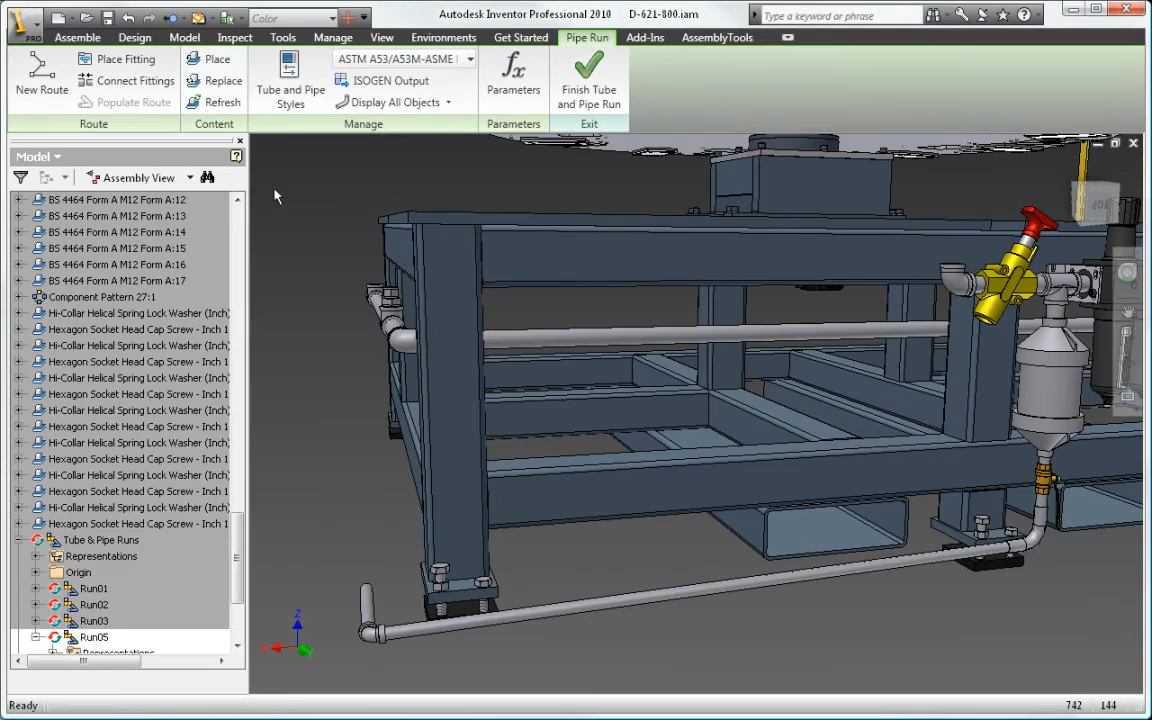 PRO
Color
Autodesk Inventor Professional 2010 D-621-800.iam
Type a keyword or phrase
Assemble Design Model Inspect Tools Manage View Environments Get Started Pipe Run Add-Ins AssemblyTools
New Route
Place Fitting
Connect Fittings
Populate Route
Route
Place
Replace
Refresh
Content
Tube and Pipe
Styles
ASTM A53/A53M-ASME
ISOGEN Output
Display All Objects
Manage
Parameters
Parameters
Finish Tube
and Pipe Run
Exit
Model
Assembly View
BS 4464 Form A M12 Form A:12
BS 4464 Form A M12 Form A:13
BS 4464 Form A M12 Form A:14
BS 4464 Form A M12 Form A:15
BS 4464 Form A M12 Form A:16
BS 4464 Form A M12 Form A:17
Component Pattern 27:1
Hi-Collar Helical Spring Lock Washer (Inch)
Hexagon Socket Head Cap Screw - Inch 1
Hi-Collar Helical Spring Lock Washer (Inch)
Hexagon Socket Head Cap Screw - Inch 1
Hi-Collar Helical Spring Lock Washer (Inch)
Hexagon Socket Head Cap Screw - Inch 1
Hi-Collar Helical Spring Lock Washer (Inch)
Hexagon Socket Head Cap Screw - Inch 1
Hi-Collar Helical Spring Lock Washer (Inch)
Hexagon Socket Head Cap Screw - Inch 1
Hi-Collar Helical Spring Lock Washer (Inch)
Hexagon Socket Head Cap Screw - Inch 1
Hi-Collar Helical Spring Lock Washer (Inch)
Hexagon Socket Head Cap Screw - Inch 1
Tube & Pipe Runs
Representations
Origin
Run01
Run02
Run03
Run05
Representations
TOP
Z
X
Y
Ready
742 144